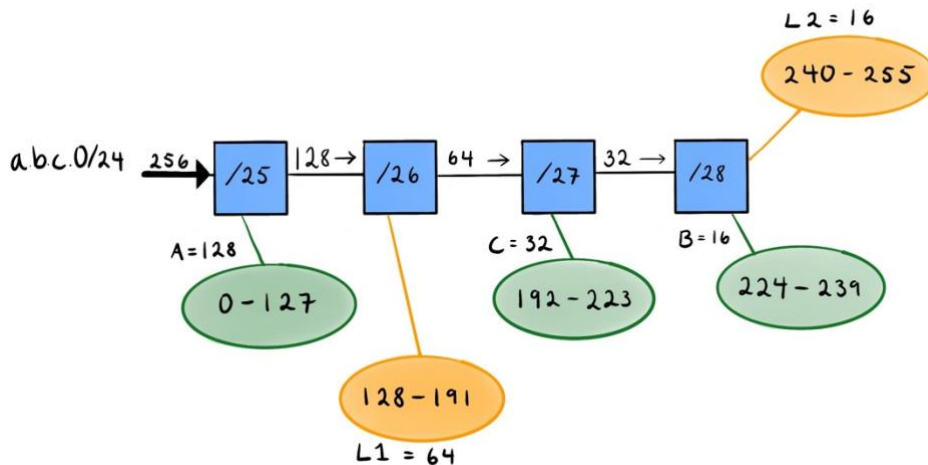 L2 = 16
240 - 255
a.b.c.0/24
256
/25
128 →
/26
64 →
/27
32 →
/28
A = 128
0 - 127
C = 32
192 - 223
B = 16
224 - 239
128 - 191
L1 = 64